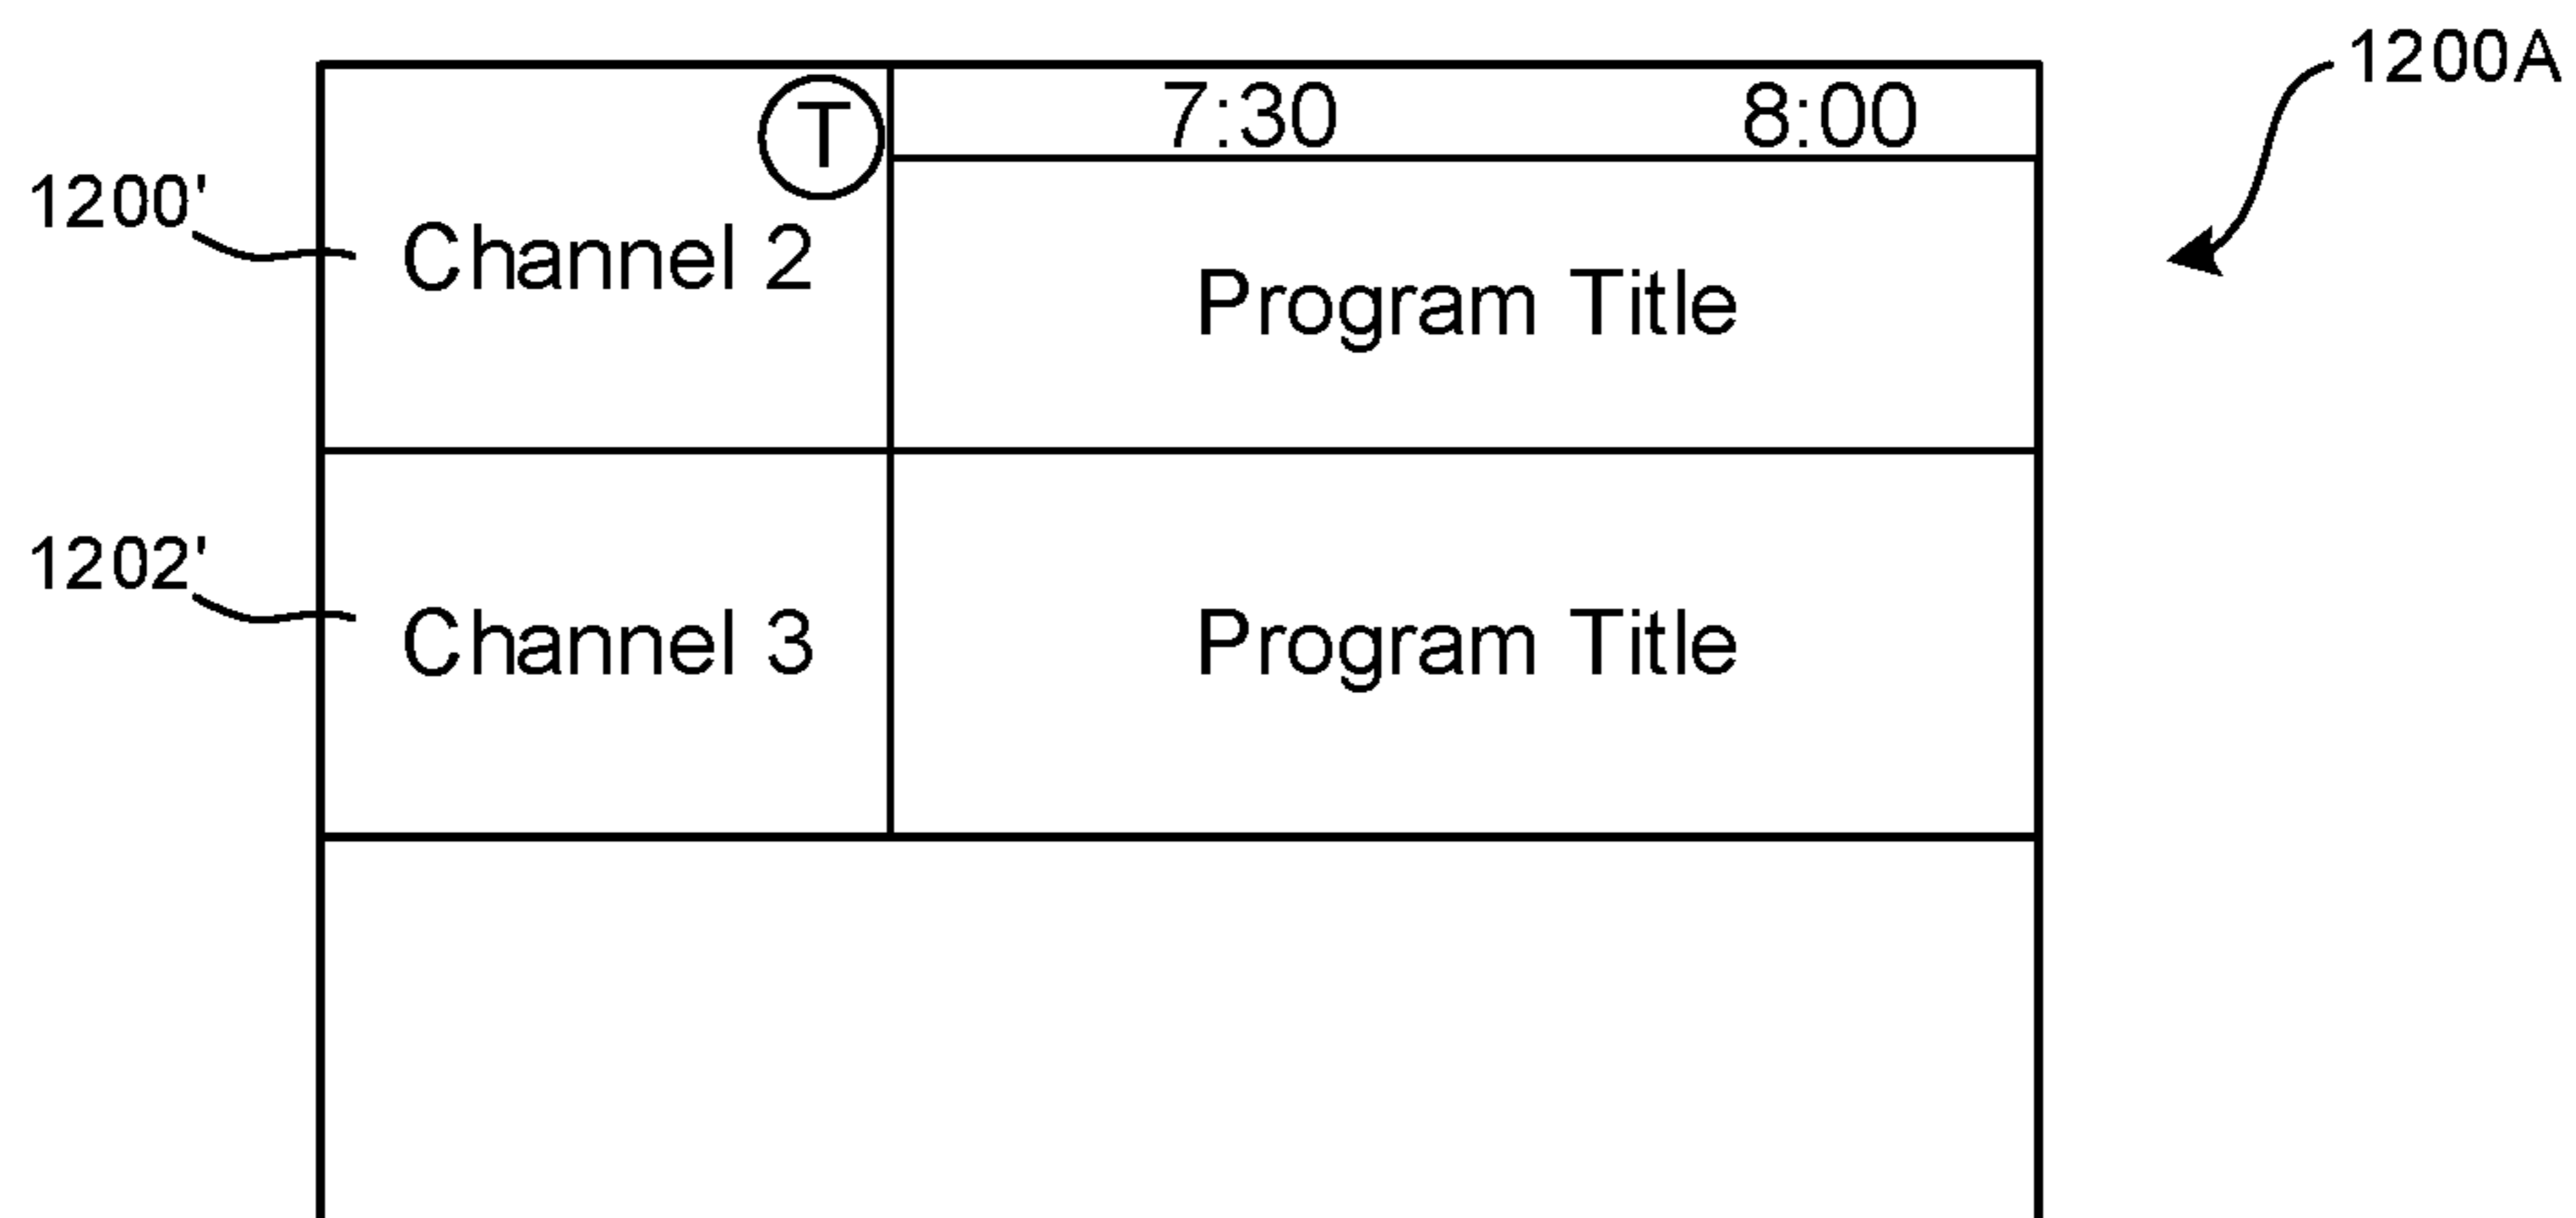 1200A
T 7:30 8:00
1200'
Channel 2
Program Title
1202'
Channel 3
Program Title